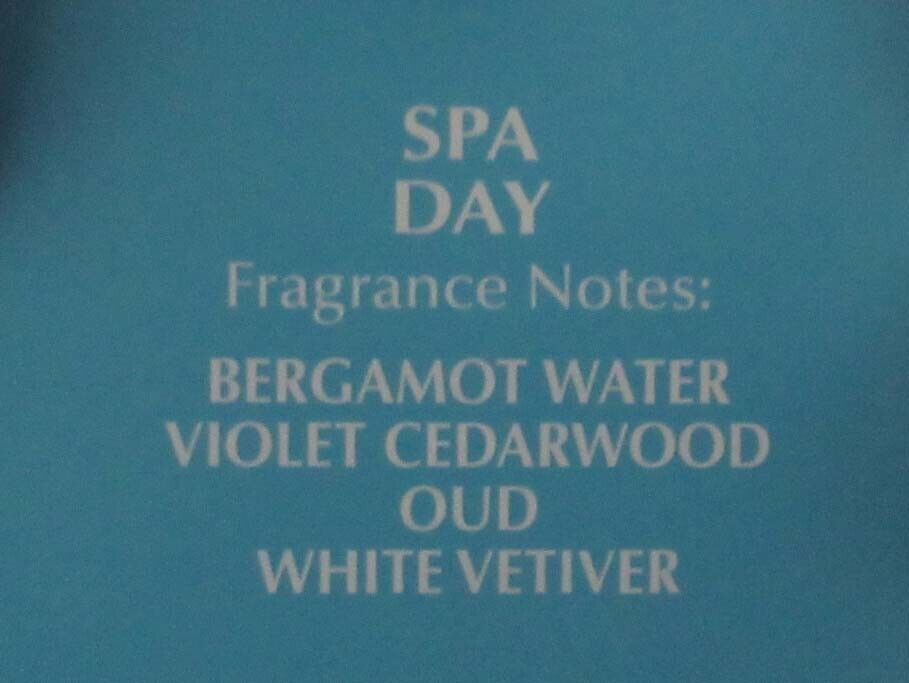 SPA
DAY
Fragrance Notes:
BERGAMOT WATER
VIOLET CEDARWOOD
OUD
WHITE VETIVER